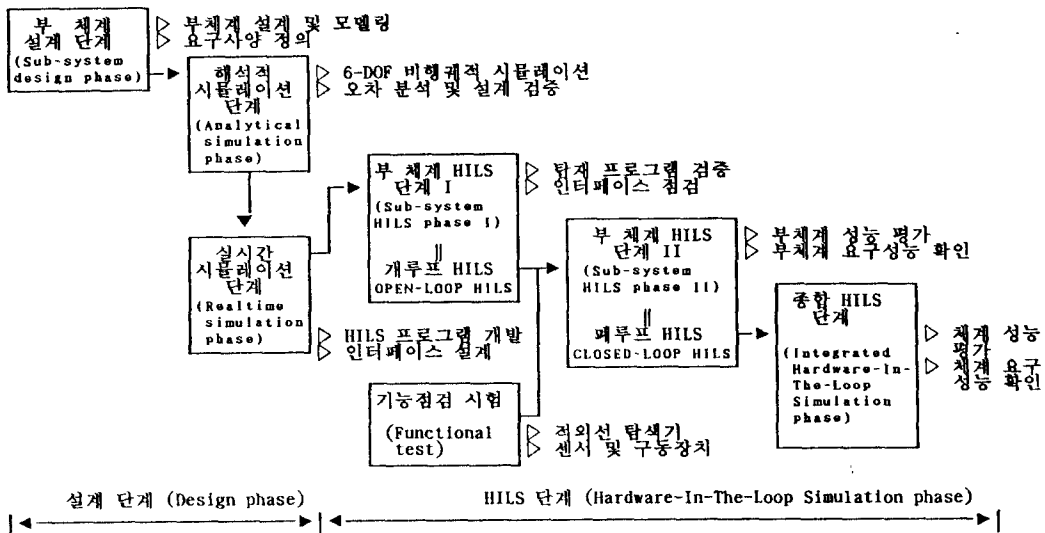 부 체계
설계 단계
(Sub-system
design phase)
▷ 부체계 설계 및 모델링
▷ 요구사양 정의
해석적
시뮬레이션
단계
(Analytical
simulation
phase)
▷ 6-DOF 비행궤적 시뮬레이션
▷ 오차 분석 및 설계 검증
실시간
시뮬레이션
단계
(Realtime
simulation
phase)
▷ HILS 프로그램 개발
▷ 인터페이스 설계
부 체계 HILS
단계 I
(Sub-system
HILS phase I)
||
개루프 HILS
OPEN-LOOP HILS
▷ 탑재 프로그램 검증
▷ 인터페이스 점검
기능점검 시험
(Functional
test)
▷ 적외선 탐색기
▷ 센서 및 구동장치
부 체계 HILS
단계 II
(Sub-system
HILS phase II)
||
폐루프 HILS
CLOSED-LOOP HILS
▷ 부체계 성능 평가
▷ 부체계 요구성능 확인
종합 HILS
단계
(Integrated
Hardware-In-
The-Loop
Simulation
phase)
▷ 체계 성능
평가
▷ 체계 요구
성능 확인
설계 단계 (Design phase)
HILS 단계 (Hardware-In-The-Loop Simulation phase)